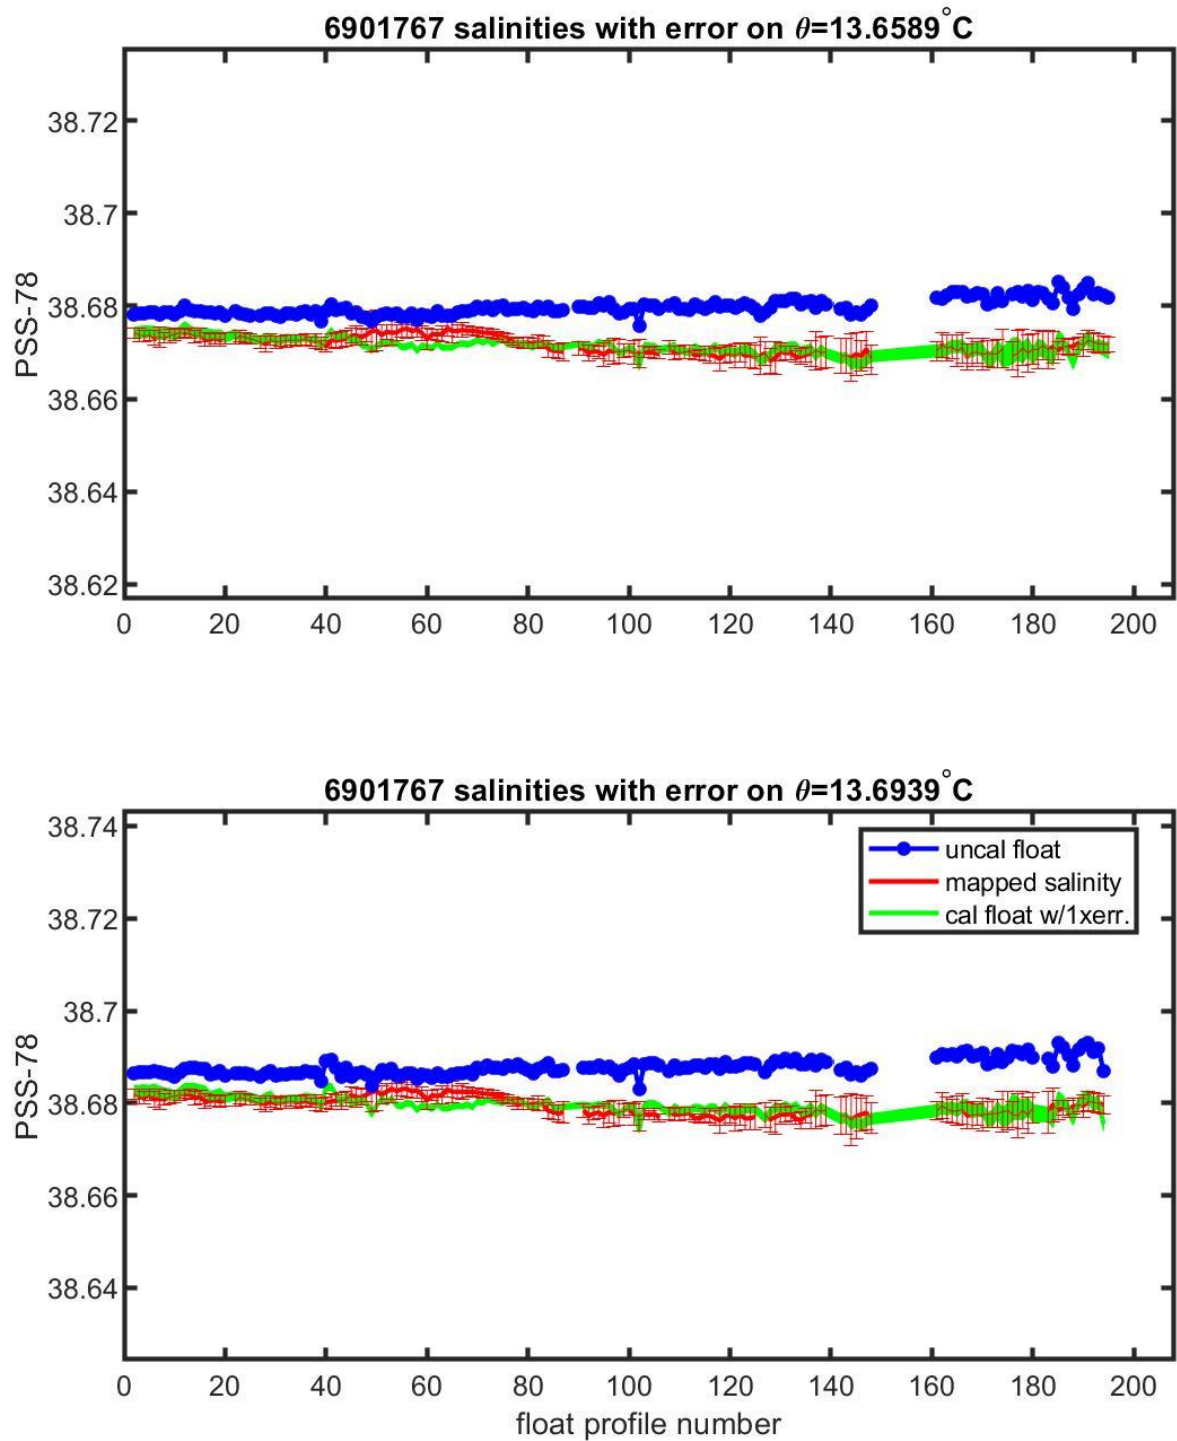 6901767 salinities with error on θ=13.6589°C
38.72
38.7
38.68
38.66
38.64
38.62
PSS-78
0 20 40 60 80 100 120 140 160 180 200
6901767 salinities with error on θ=13.6939°C
38.74
38.72
38.7
38.68
38.66
38.64
PSS-78
uncal float
mapped salinity
cal float w/1xerr.
0 20 40 60 80 100 120 140 160 180 200
float profile number